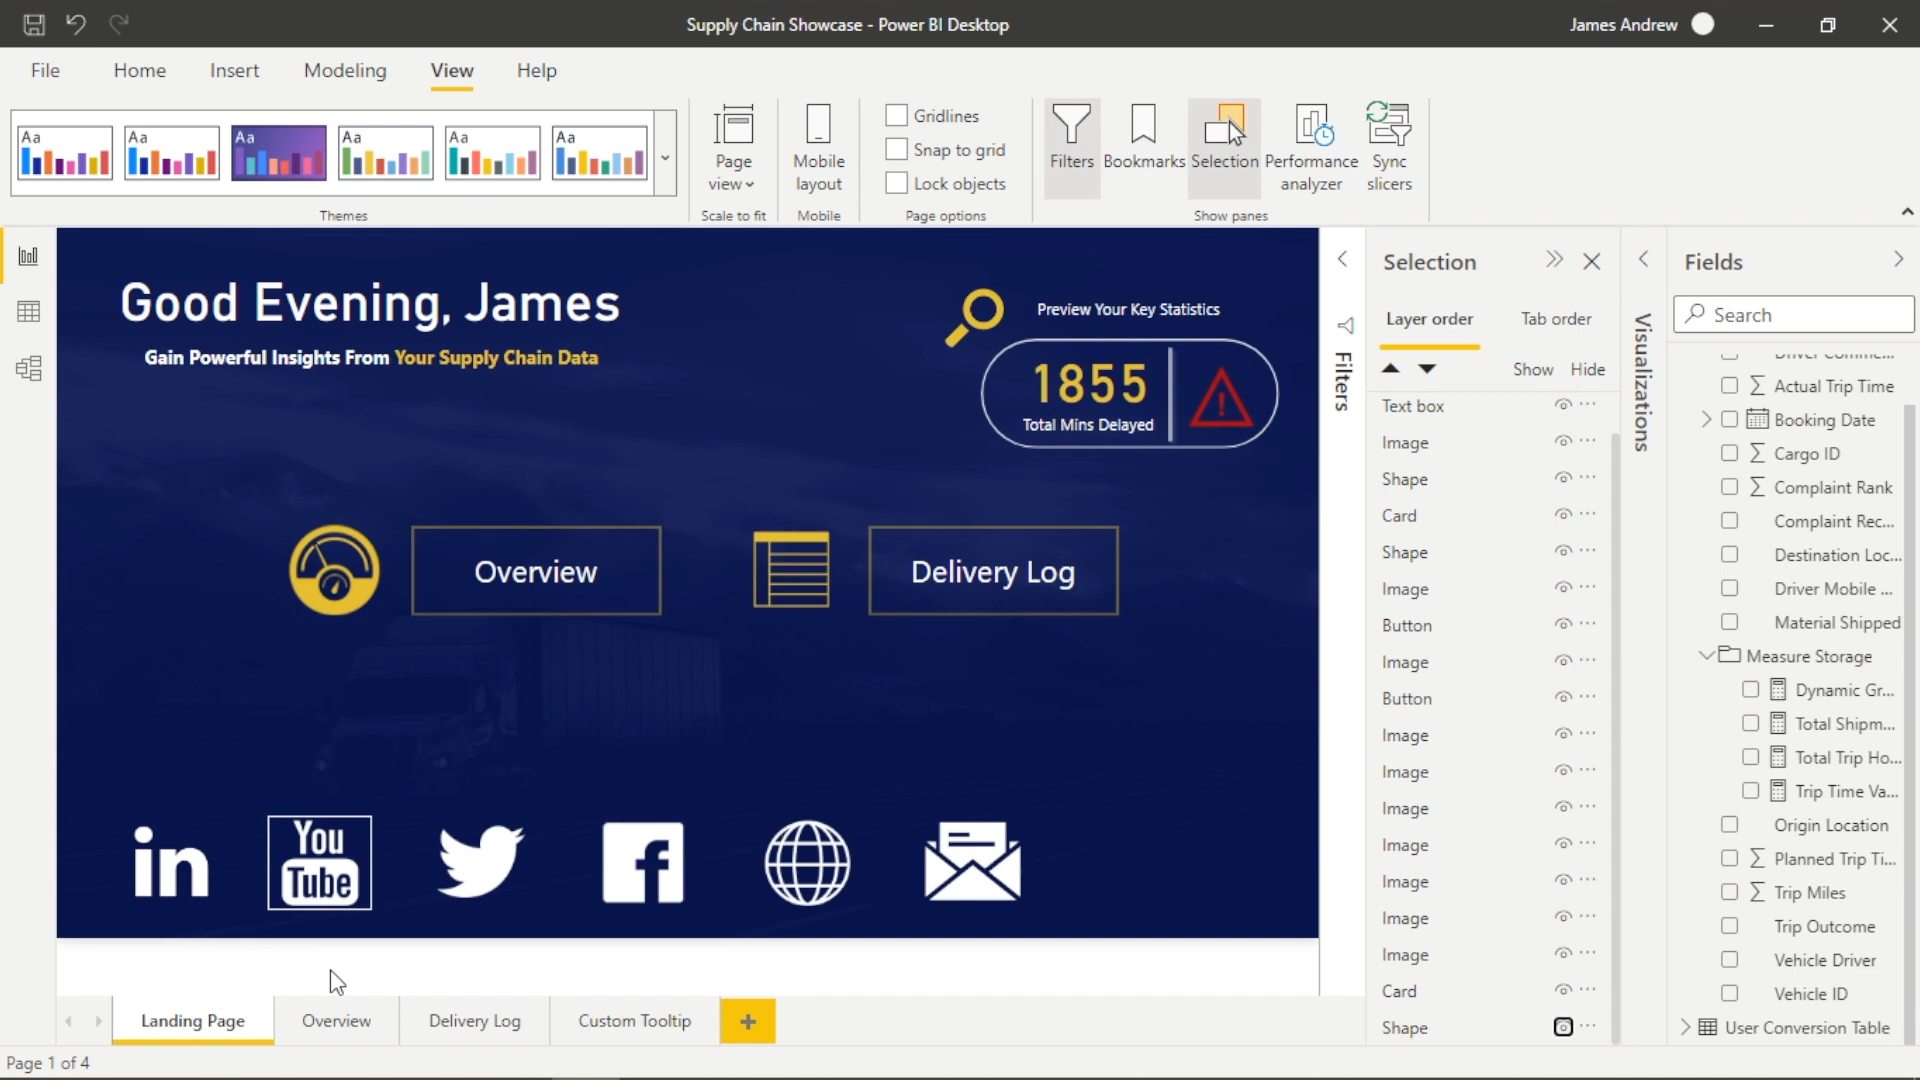 Supply Chain Showcase - Power BI Desktop
James Andrew
File
Home
Insert
Modeling
View
Help
Aa
Aa
Aa
Aa
Aa
Aa
Themes
Page view
Scale to fit
Mobile layout
Mobile
Gridlines
Snap to grid
Lock objects
Page options
Filters
Bookmarks
Selection
Performance analyzer
Sync slicers
Show panes
Good Evening, James
Gain Powerful Insights From Your Supply Chain Data
Preview Your Key Statistics
1855
Total Mins Delayed
Overview
Delivery Log
in
You
Tube
f
Filters
Selection
Layer order
Tab order
Show
Hide
Text box
Image
Shape
Card
Shape
Image
Button
Image
Button
Image
Image
Image
Image
Image
Image
Image
Card
Shape
Visualizations
Fields
Search
Actual Trip Time
Booking Date
Cargo ID
Complaint Rank
Complaint Rec...
Destination Loc...
Driver Mobile ...
Material Shipped
Measure Storage
Dynamic Gr...
Total Shipm...
Total Trip Ho...
Trip Time Va...
Origin Location
Planned Trip Ti...
Trip Miles
Trip Outcome
Vehicle Driver
Vehicle ID
User Conversion Table
Landing Page
Overview
Delivery Log
Custom Tooltip
Page 1 of 4